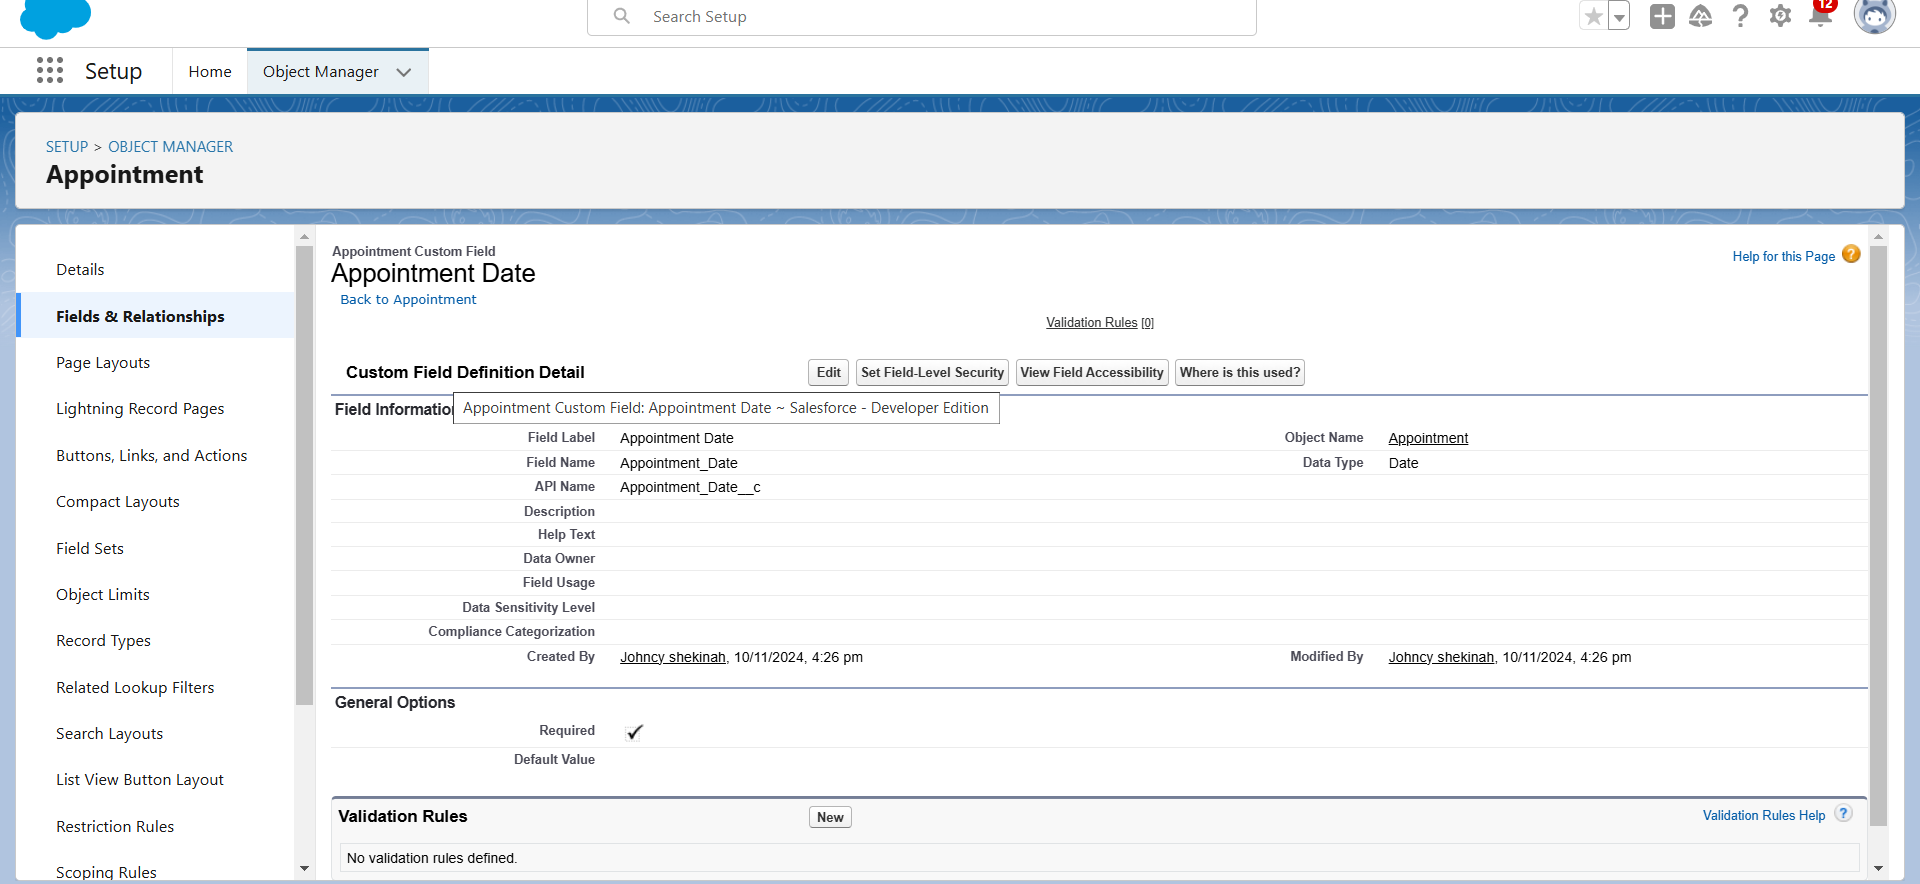 Search Setup
12
Setup
Home
Object Manager
SETUP > OBJECT MANAGER
Appointment
Details
Fields & Relationships
Page Layouts
Lightning Record Pages
Buttons, Links, and Actions
Compact Layouts
Field Sets
Object Limits
Record Types
Related Lookup Filters
Search Layouts
List View Button Layout
Restriction Rules
Scoping Rules
Appointment Custom Field
Appointment Date
Back to Appointment
Help for this Page ?
Validation Rules [0]
Custom Field Definition Detail
Edit Set Field-Level Security View Field Accessibility Where is this used?
Field Information
Appointment Custom Field: Appointment Date ~ Salesforce - Developer Edition
Field Label Appointment Date Object Name Appointment
Field Name Appointment_Date Data Type Date
API Name Appointment_Date__c
Description
Help Text
Data Owner
Field Usage
Data Sensitivity Level
Compliance Categorization
Created By Johncy shekinah, 10/11/2024, 4:26 pm Modified By Johncy shekinah, 10/11/2024, 4:26 pm
General Options
Required ✓
Default Value
Validation Rules New Validation Rules Help ?
No validation rules defined.